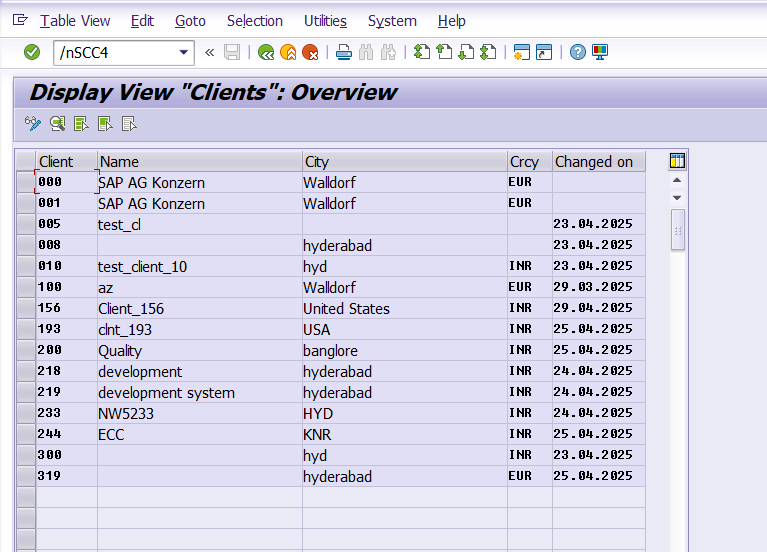 Table View Edit Goto Selection Utilities System Help
/nSCC4
Display View "Clients": Overview
Client Name City Crcy Changed on
000 SAP AG Konzern Walldorf EUR
001 SAP AG Konzern Walldorf EUR
005 test_cl 23.04.2025
008 hyderabad 23.04.2025
010 test_client_10 hyd INR 23.04.2025
100 az Walldorf EUR 29.03.2025
156 Client_156 United States INR 29.04.2025
193 clnt_193 USA INR 25.04.2025
200 Quality banglore INR 25.04.2025
218 development hyderabad INR 24.04.2025
219 development system hyderabad INR 24.04.2025
233 NW5233 HYD INR 24.04.2025
244 ECC KNR INR 25.04.2025
300 hyd INR 23.04.2025
319 hyderabad EUR 25.04.2025